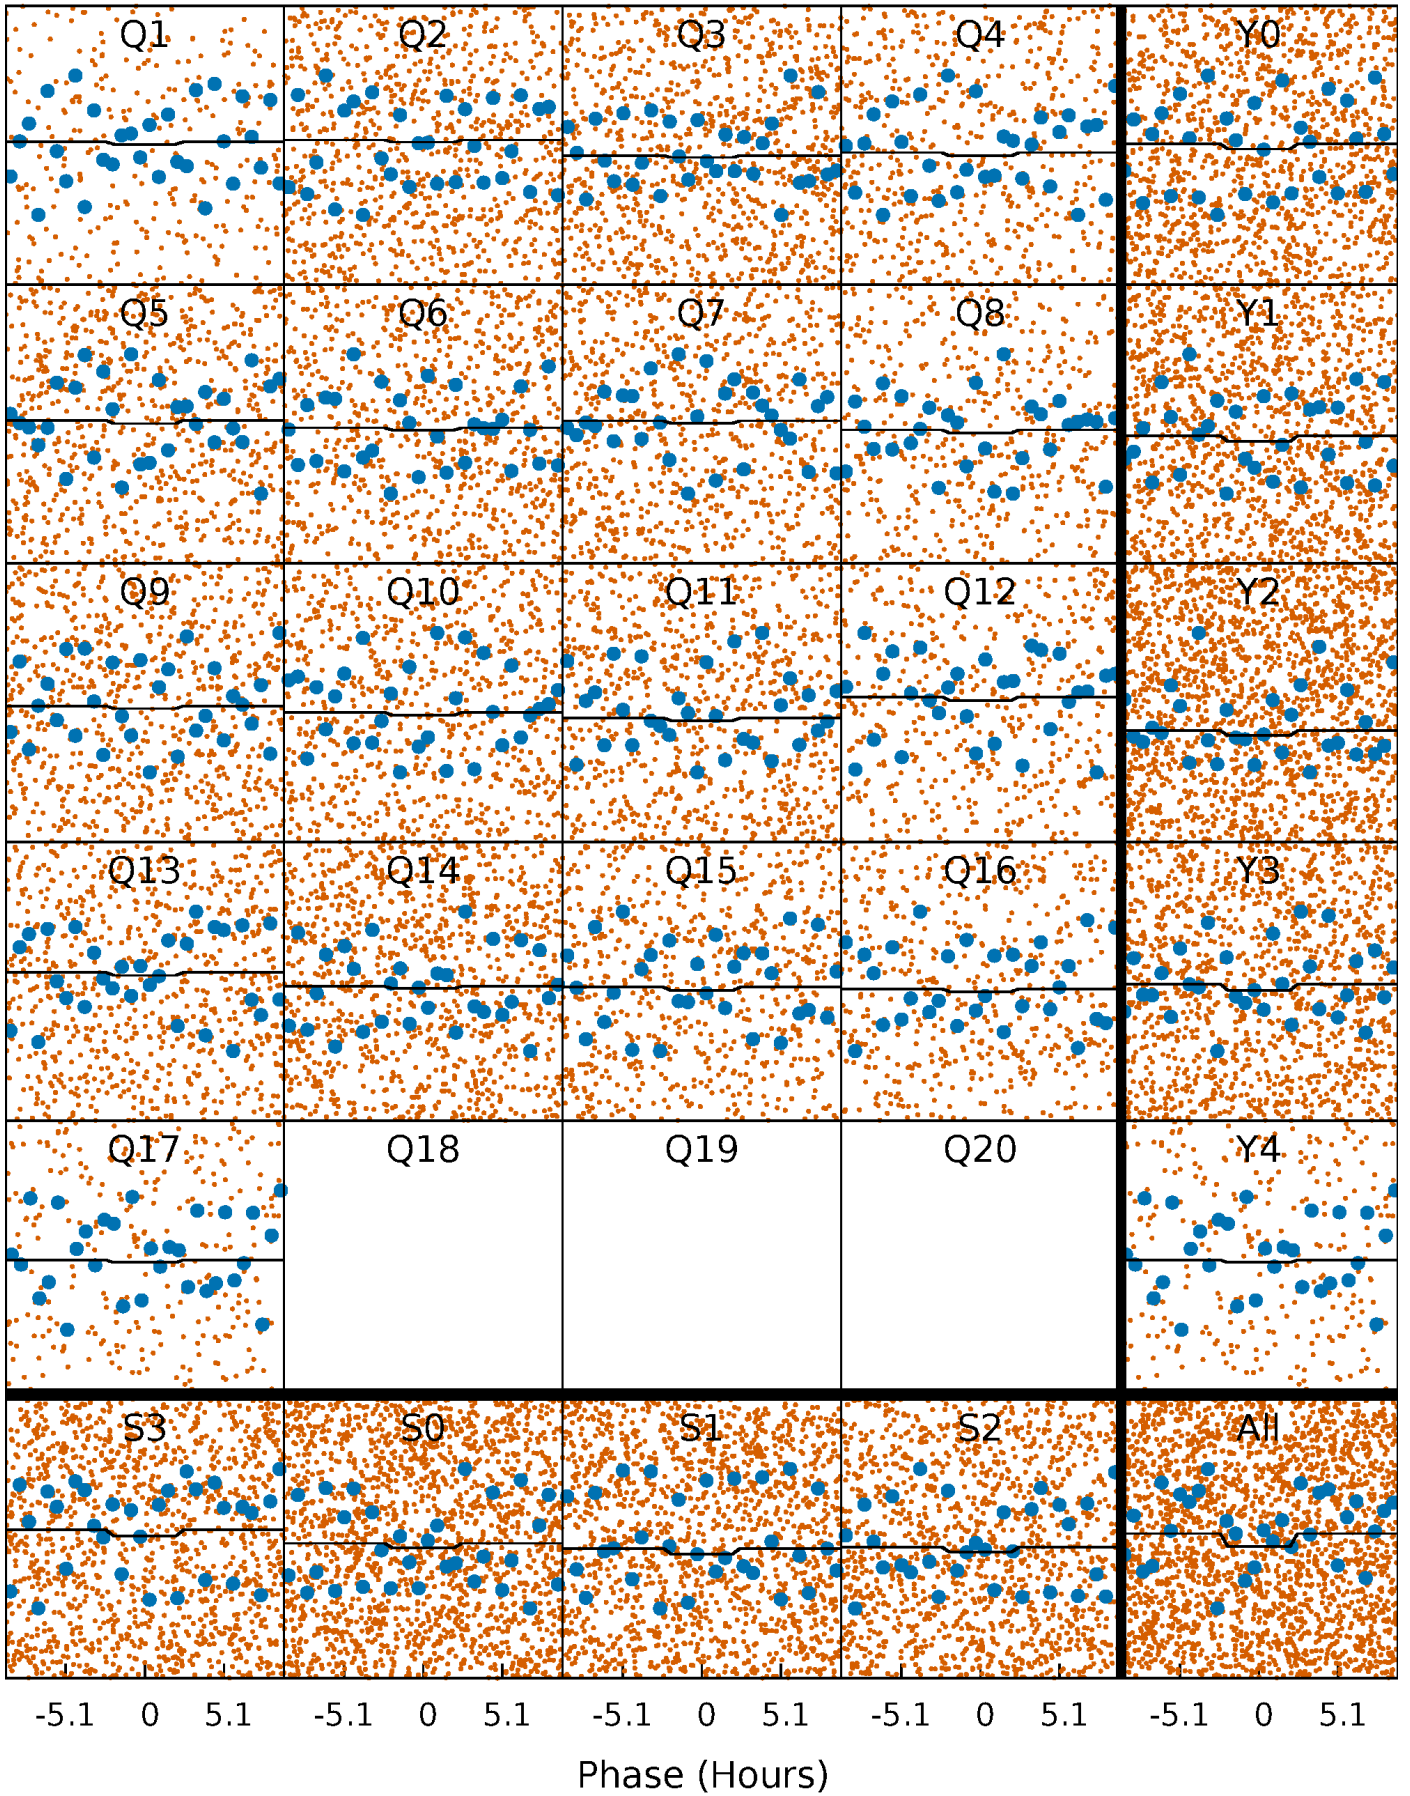 Q1 Q2 Q3 Q4 Y0
Q5 Q6 Q7 Q8 Y1
Q9 Q10 Q11 Q12 Y2
Q13 Q14 Q15 Q16 Y3
Q17 Q18 Q19 Q20 Y4
S3 S0 S1 S2 All
-5.1 0 5.1 -5.1 0 5.1 -5.1 0 5.1 -5.1 0 5.1 -5.1 0 5.1
Phase (Hours)